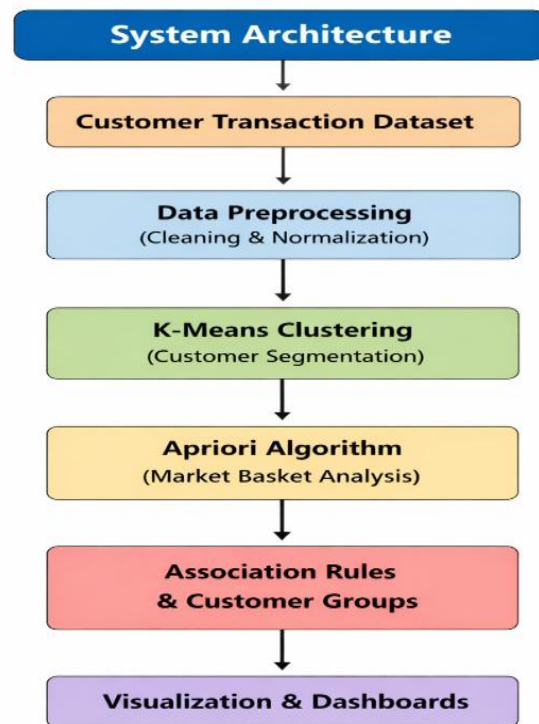 System Architecture
Customer Transaction Dataset
Data Preprocessing
(Cleaning & Normalization)
K-Means Clustering
(Customer Segmentation)
Apriori Algorithm
(Market Basket Analysis)
Association Rules
& Customer Groups
Visualization & Dashboards